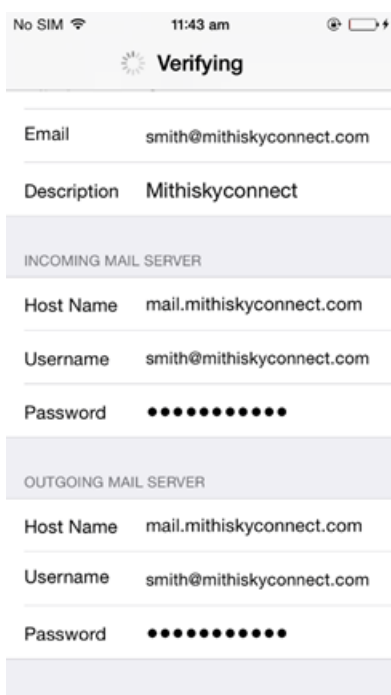 No SIM 11:43 am
Verifying
Email smith@mithiskyconnect.com
Description Mithiskyconnect
INCOMING MAIL SERVER
Host Name mail.mithiskyconnect.com
Username smith@mithiskyconnect.com
Password ●●●●●●●●●●●
OUTGOING MAIL SERVER
Host Name mail.mithiskyconnect.com
Username smith@mithiskyconnect.com
Password ●●●●●●●●●●●